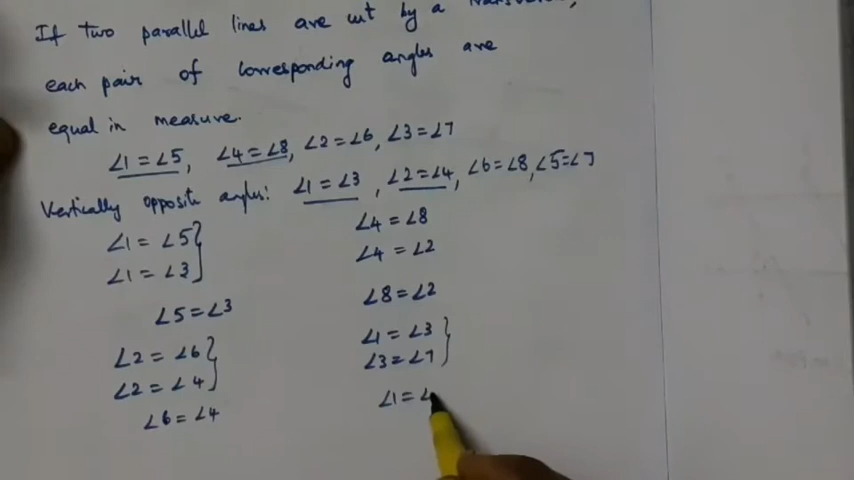 If two parallel lines are cut by a
each pair of corresponding angles are
equal in measure.
∠1 = ∠5, ∠4 = ∠8, ∠2 = ∠6, ∠3 = ∠7
Vertically opposite angles: ∠1 = ∠3, ∠2 = ∠4, ∠6 = ∠8, ∠5 = ∠7
∠1 = ∠5
∠1 = ∠3
∠5 = ∠3
∠2 = ∠6
∠2 = ∠4
∠6 = ∠4
∠4 = ∠8
∠4 = ∠2
∠8 = ∠2
∠1 = ∠3
∠3 = ∠7
∠1 = ∠